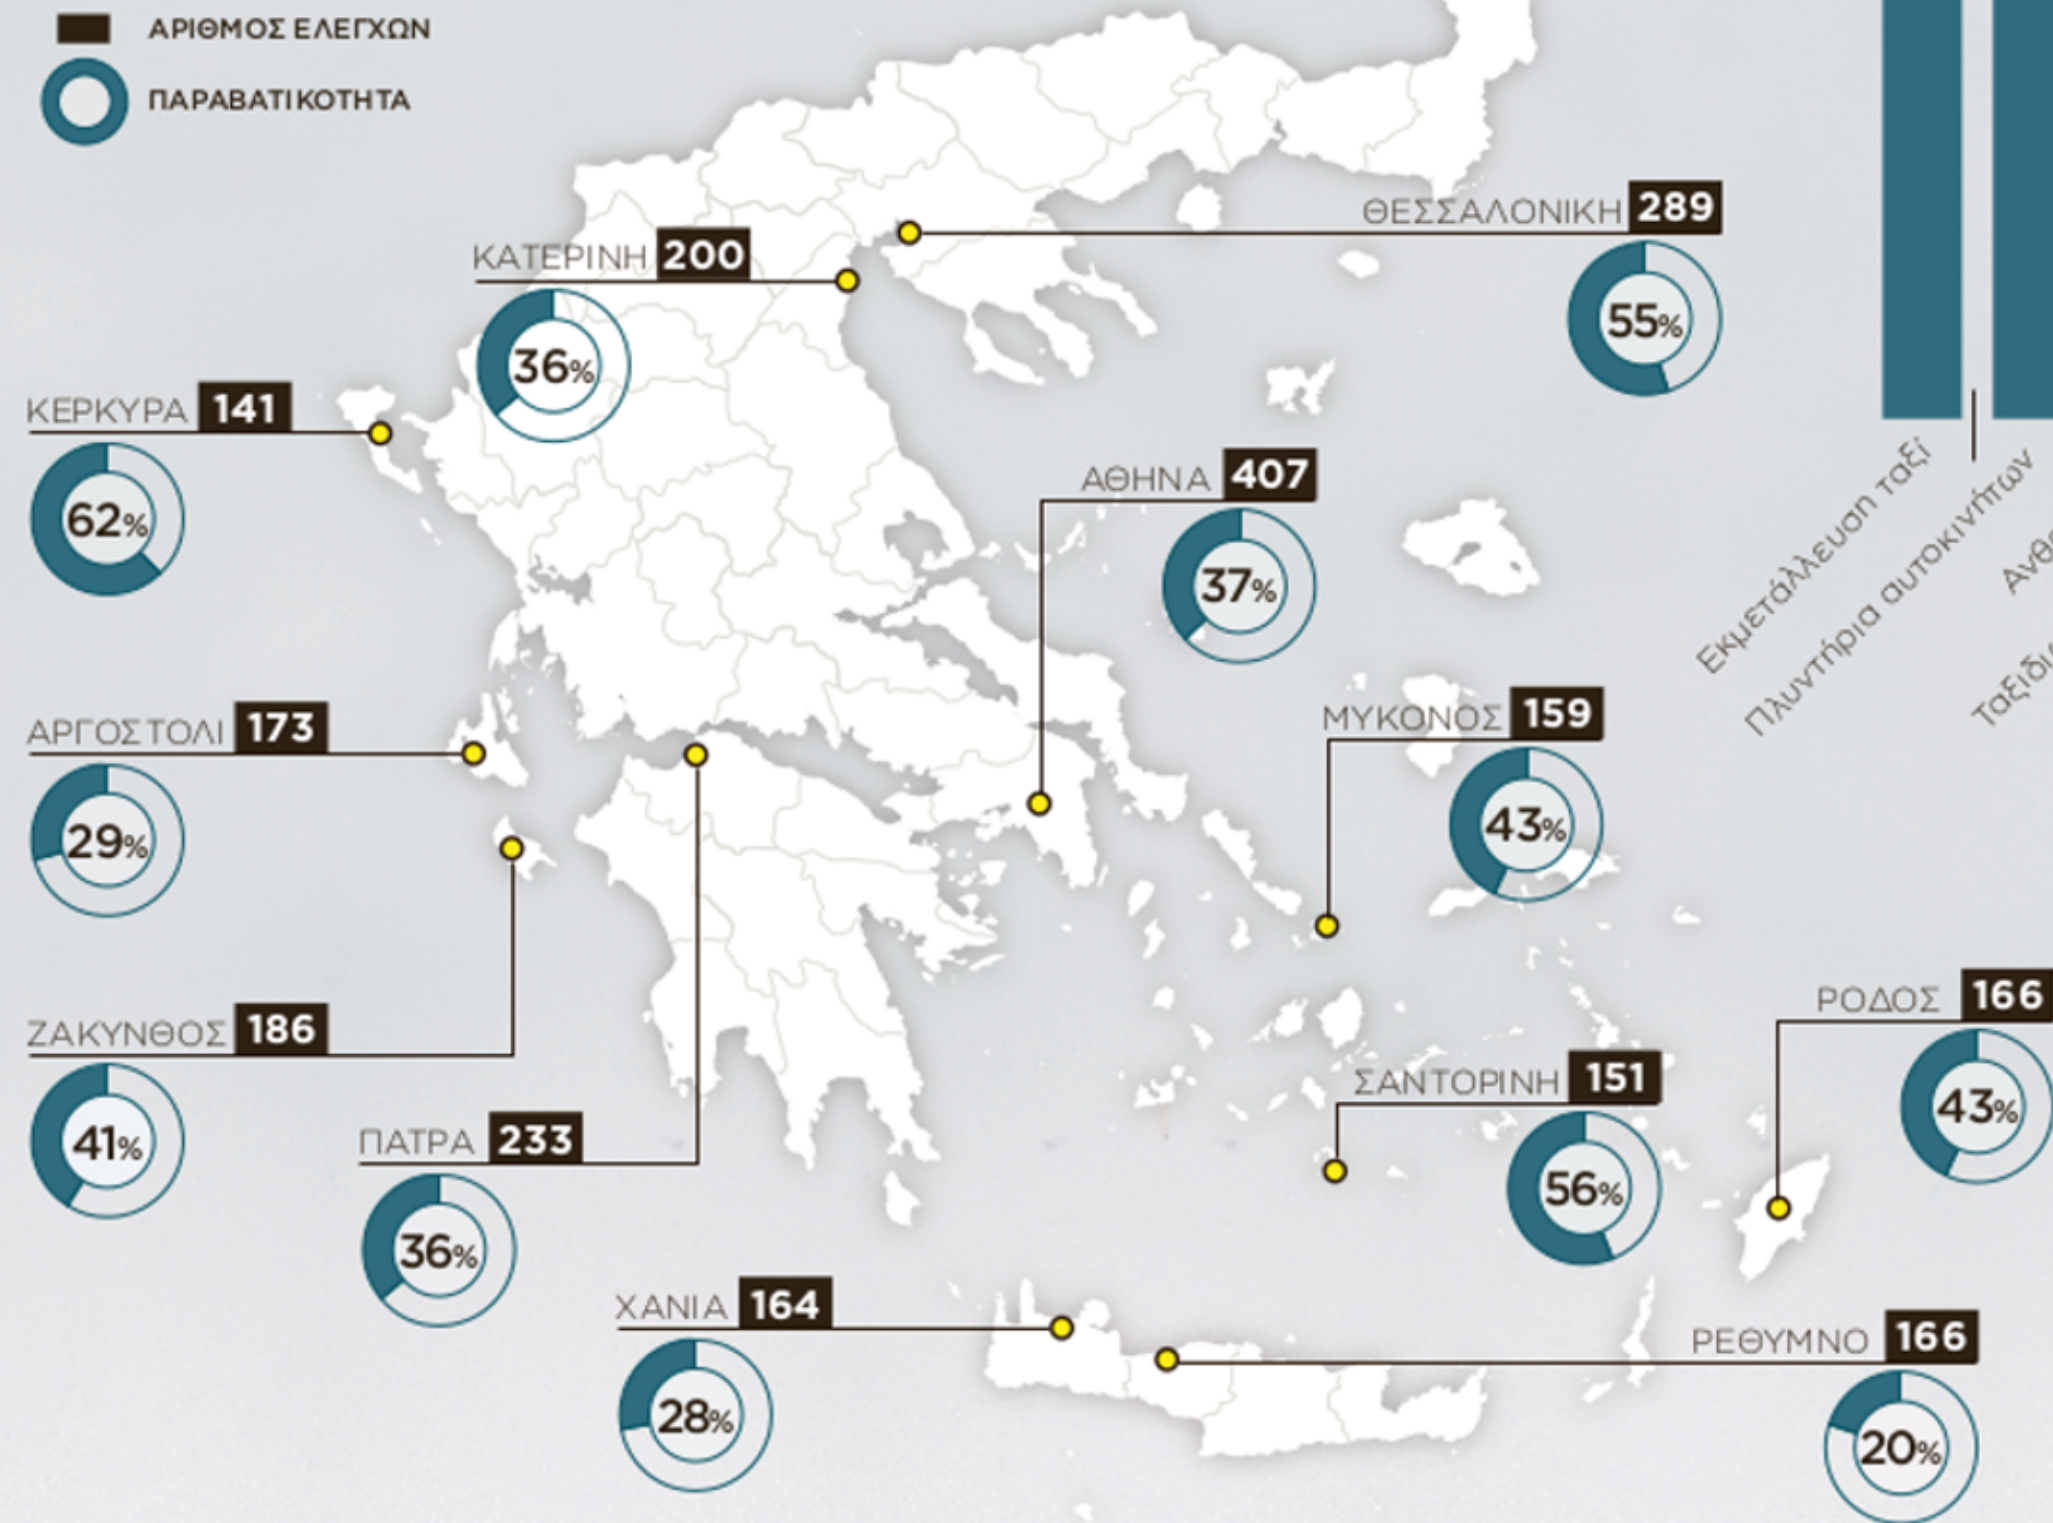 ΑΡΙΘΜΟΣ ΕΛΕΓΧΩΝ
ΠΑΡΑΒΑΤΙΚΟΤΗΤΑ
ΘΕΣΣΑΛΟΝΙΚΗ 289
55%
ΚΑΤΕΡΙΝΗ 200
36%
ΚΕΡΚΥΡΑ 141
62%
ΑΘΗΝΑ 407
37%
Εκμετάλλευση ταξί
Πλυντήρια αυτοκινήτων
ΑΡΓΟΣΤΟΛΙ 173
29%
ΜΥΚΟΝΟΣ 159
43%
ΖΑΚΥΝΘΟΣ 186
41%
ΡΟΔΟΣ 166
43%
ΣΑΝΤΟΡΙΝΗ 151
56%
ΠΑΤΡΑ 233
36%
ΧΑΝΙΑ 164
28%
ΡΕΘΥΜΝΟ 166
20%